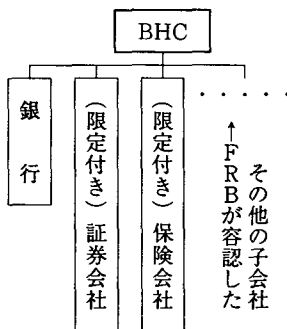 BHC
銀行
(限定付き)証券会社
(限定付き)保険会社
・・・・・
↑FRBが容認した
その他の子会社